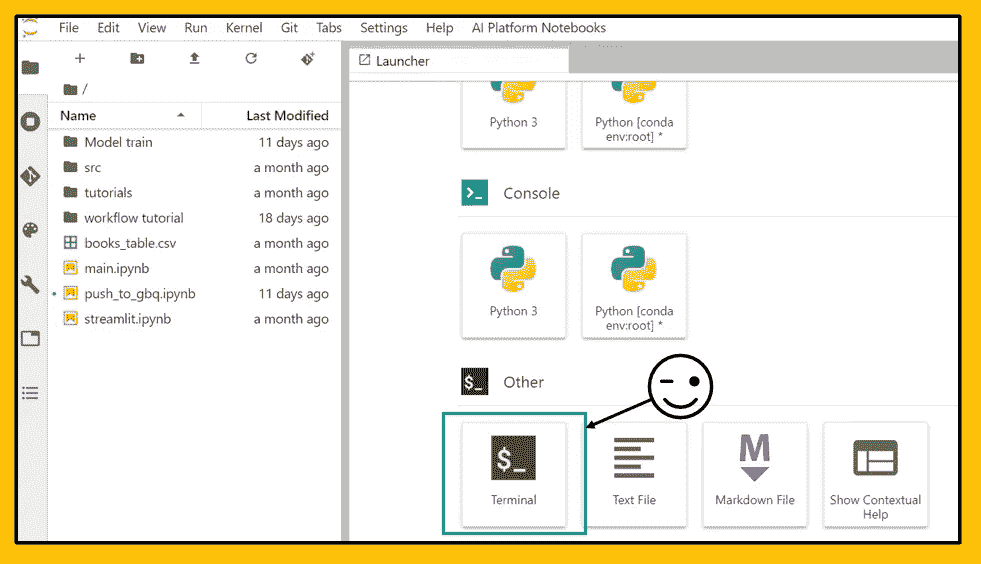 File Edit View Run Kernel Git Tabs Settings Help AI Platform Notebooks
Launcher
/
Name Last Modified
Model train 11 days ago
src a month ago
tutorials a month ago
workflow tutorial 18 days ago
books_table.csv a month ago
main.ipynb a month ago
push_to_gbq.ipynb 11 days ago
streamlit.ipynb a month ago
Python 3
Python [conda
env:root] *
>_ Console
Python 3
Python [conda
env:root] *
$_ Other
$_
Terminal
Text File
M
Markdown File
Show Contextual
Help